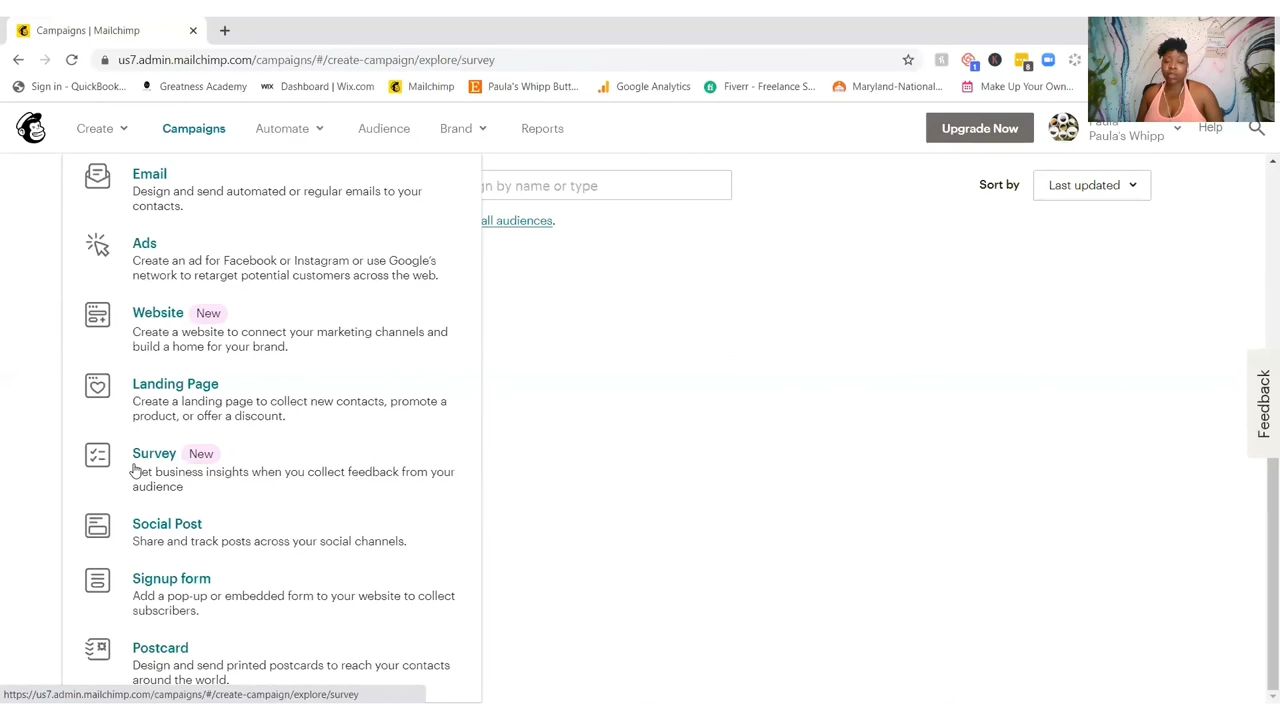 Campaigns | Mailchimp
us7.admin.mailchimp.com/campaigns/#/create-campaign/explore/survey
1
8
Sign in - QuickBook...
Greatness Academy
WIX Dashboard | Wix.com
Mailchimp
E Paula's Whipp Butt...
Google Analytics
fi Fiverr - Freelance S...
Maryland-National...
Make Up Your Own...
Create
Campaigns
Automate
Audience
Brand
Reports
Upgrade Now
Paula
Paula's Whipp
Help
Email
Design and send automated or regular emails to your
contacts.
gn by name or type
Sort by
Last updated
all audiences.
Ads
Create an ad for Facebook or Instagram or use Google's
network to retarget potential customers across the web.
Website New
Create a website to connect your marketing channels and
build a home for your brand.
Landing Page
Create a landing page to collect new contacts, promote a
product, or offer a discount.
Survey New
et business insights when you collect feedback from your
audience
Social Post
Share and track posts across your social channels.
Signup form
Add a pop-up or embedded form to your website to collect
subscribers.
Postcard
Design and send printed postcards to reach your contacts
around the world.
Feedback
https://us7.admin.mailchimp.com/campaigns/#/create-campaign/explore/survey